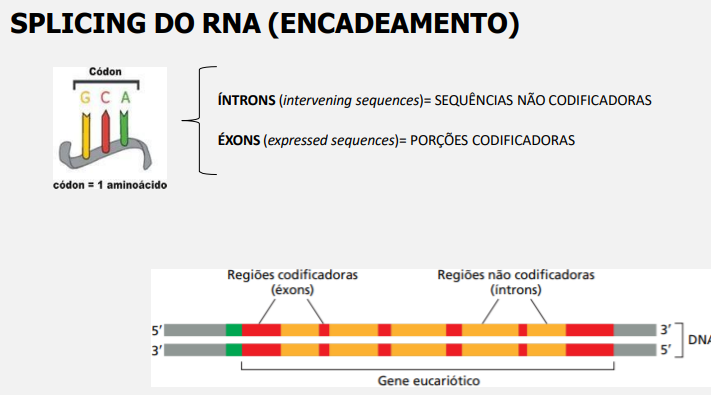 SPLICING DO RNA (ENCADEAMENTO)
Códon
G C A
códon = 1 aminoácido
ÍNTRONS (intervening sequences)= SEQUÊNCIAS NÃO CODIFICADORAS
ÉXONS (expressed sequences)= PORÇÕES CODIFICADORAS
Regiões codificadoras
(éxons)
Regiões não codificadoras
(íntrons)
5’
3’
3’
5’
DNA
Gene eucariótico